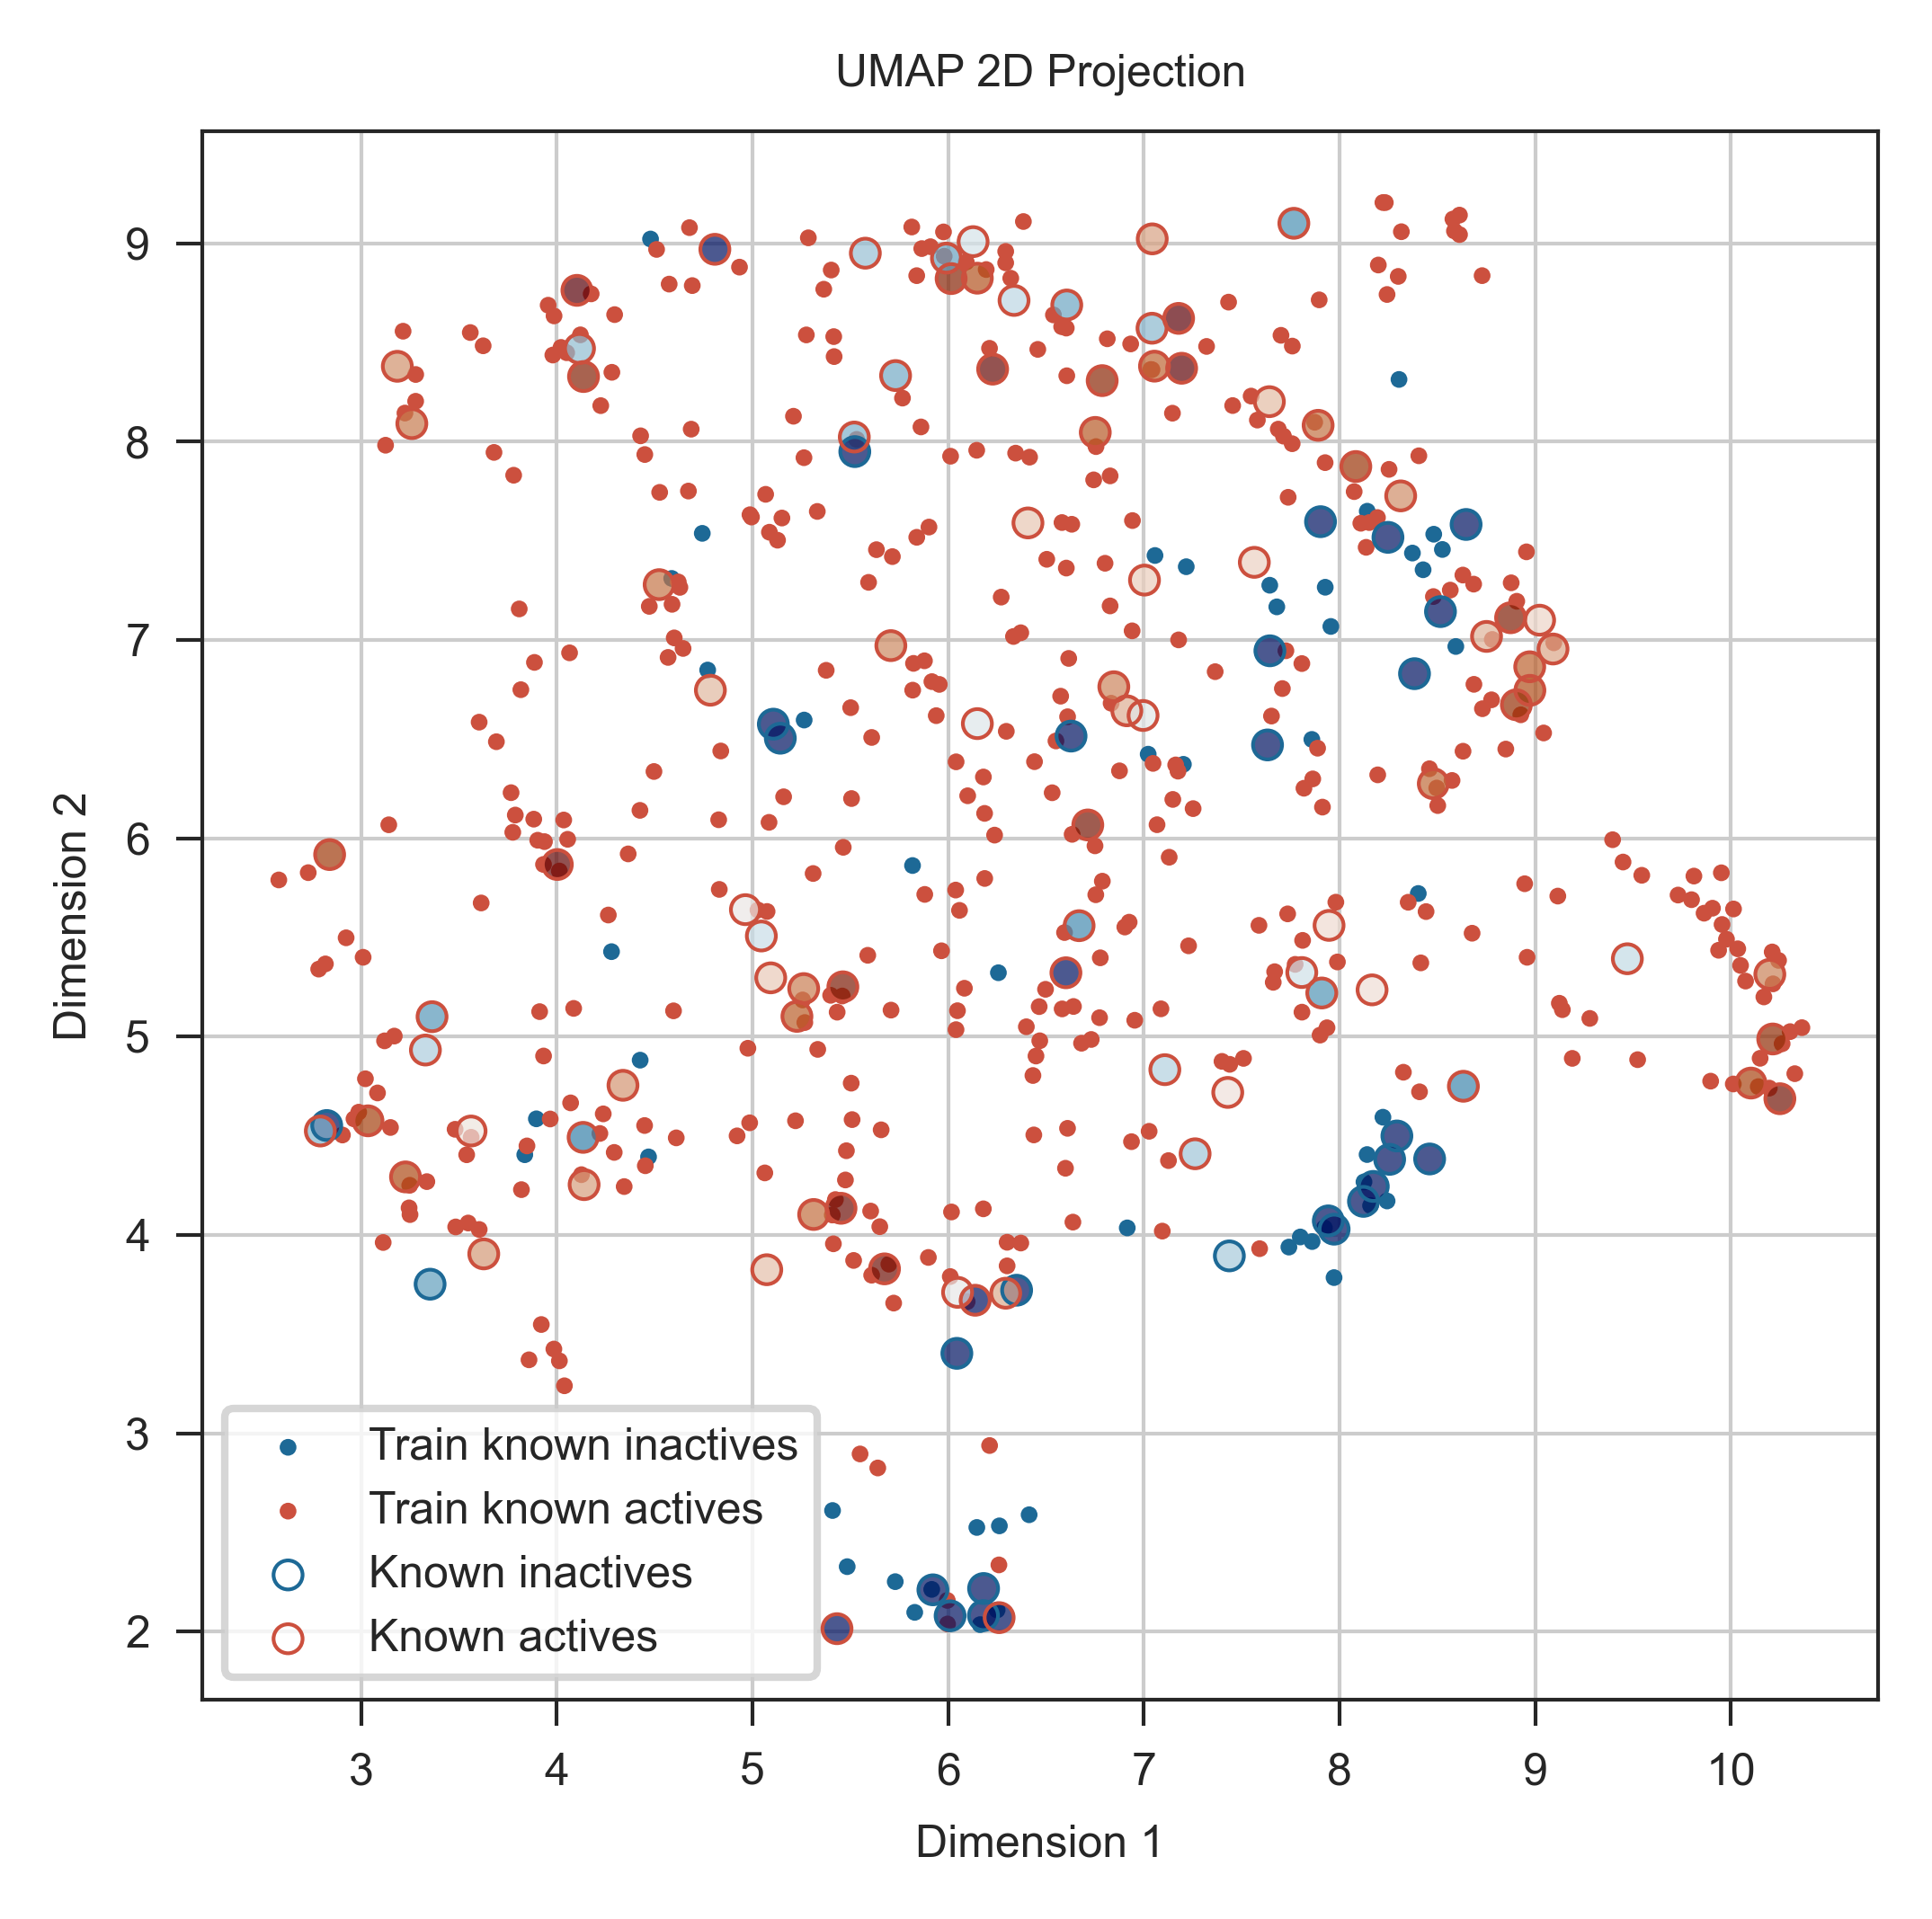 UMAP 2D Projection
9
8
7
6
5
4
3
2
Dimension 2
Train known inactives
Train known actives
Known inactives
Known actives
3 4 5 6 7 8 9 10
Dimension 1